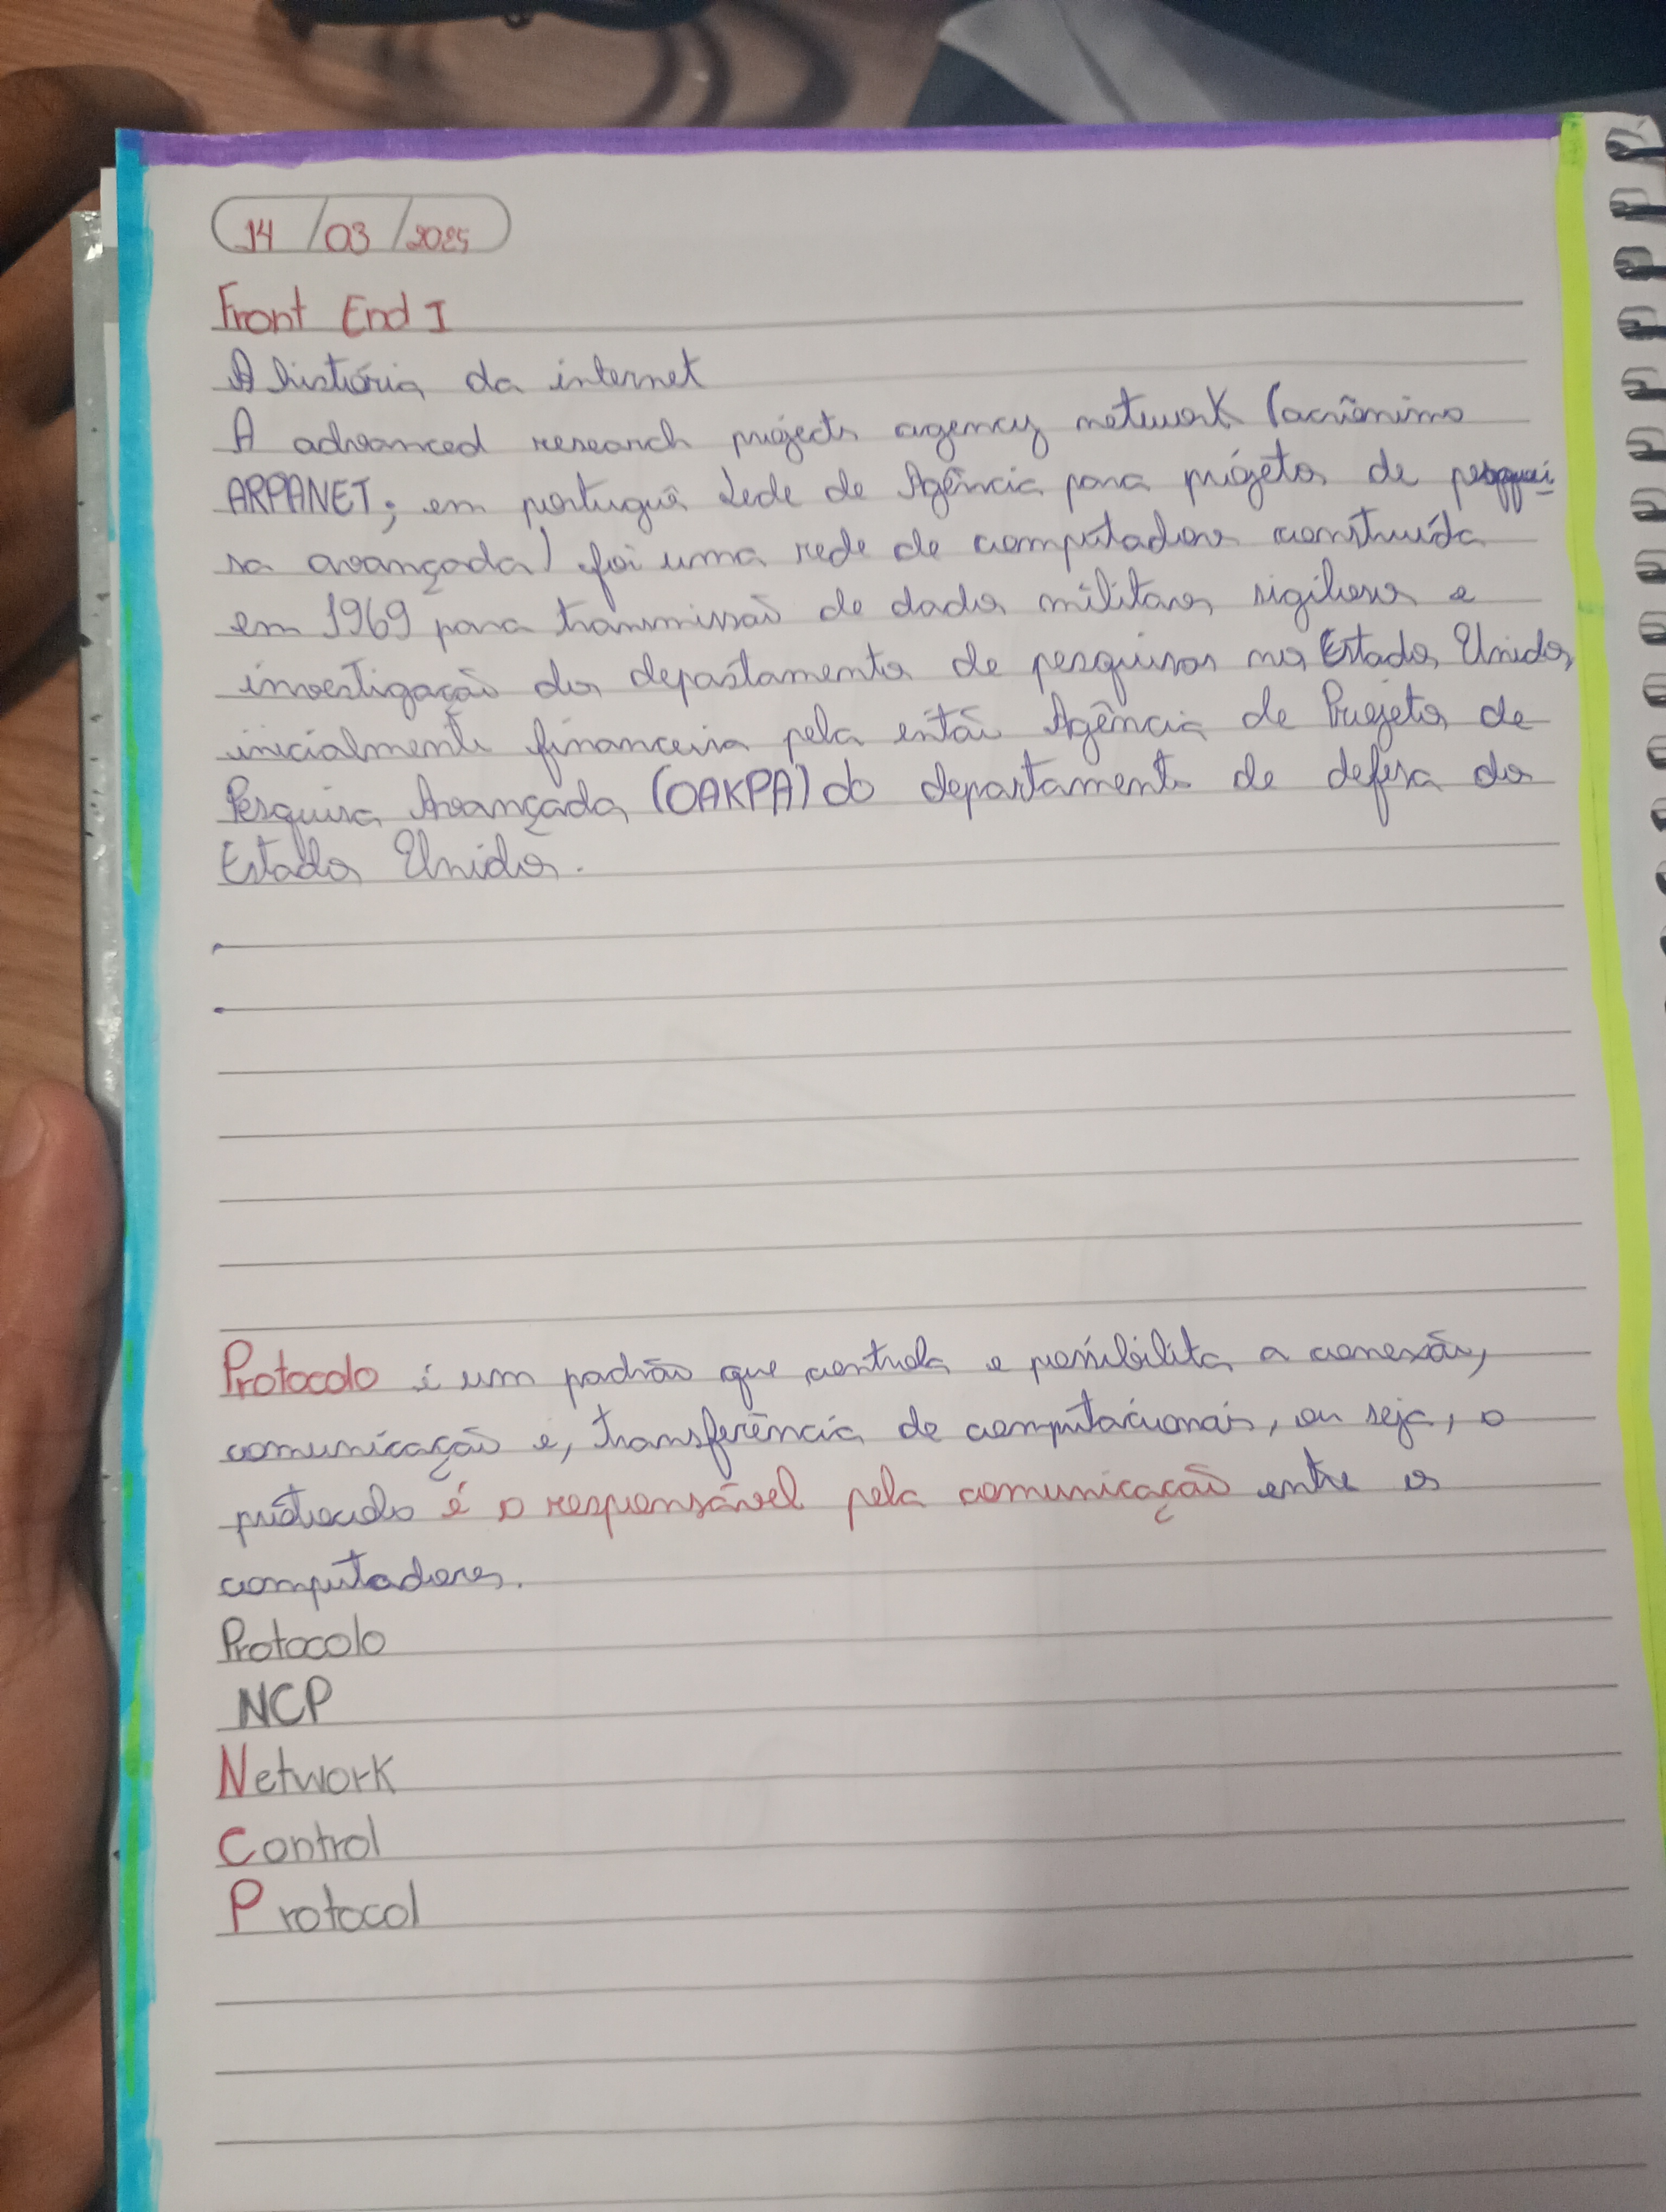 14/03/2025
Front End I
A história da internet
A advanced research projects agency network (acrônimo
ARPANET; em portuguê Rede de Agência para projetos de pesqui
sa avançada) foi uma rede de computadores construída
em 1969 para transmissão de dados militares sigilosos e
investigação dos departamentos de pesquisas nos Estados Unidos,
inicialmente financeira pela então Agência de Projetos de
Pesquisa Avançada (OAKPA) do departamento de defesa dos
Estados Unidos.
Protocolo é um padrão que controla e possibilita a conexão,
comunicação e, transferência de computacionais, ou seja, o
protocolo é o responsável pela comunicação entre os
computadores.
Protocolo
NCP
Network
Control
Protocol